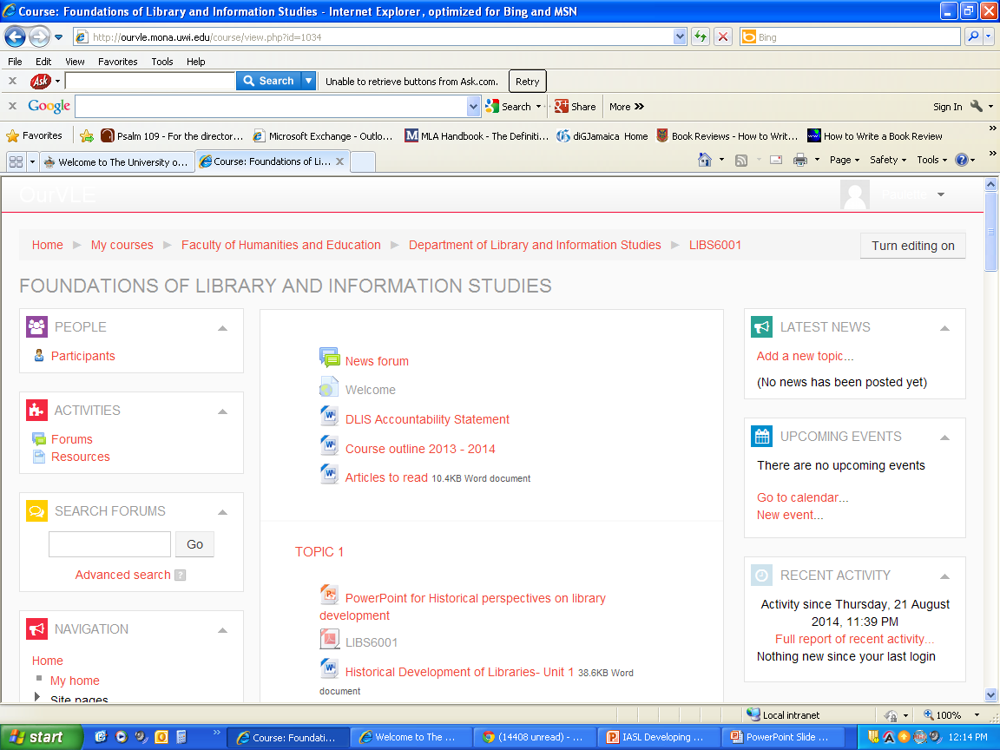 Course: Foundations of Library and Information Studies - Internet Explorer, optimized for Bing and MSN
http://ourvle.mona.uwi.edu/course/view.php?id=1034
Bing
File Edit View Favorites Tools Help
Ask Search Unable to retrieve buttons from Ask.com. Retry
Google Search Share More » Sign In
Favorites Psalm 109 - For the director... Microsoft Exchange - Outlo... MLA Handbook - The Definiti... diGJamaica Home Book Reviews - How to Writ... How to Write a Book Review »
Welcome to The University o... Course: Foundations of Li... Page Safety Tools »
OurVLE
Home My courses Faculty of Humanities and Education Department of Library and Information Studies LIBS6001 Turn editing on
FOUNDATIONS OF LIBRARY AND INFORMATION STUDIES
PEOPLE
Participants
ACTIVITIES
Forums
Resources
SEARCH FORUMS
Go
Advanced search ?
NAVIGATION
Home
My home
Site pages
News forum
Welcome
DLIS Accountability Statement
Course outline 2013 - 2014
Articles to read 10.4KB Word document
TOPIC 1
PowerPoint for Historical perspectives on library
development
LIBS6001
Historical Development of Libraries- Unit 1 38.6KB Word
document
LATEST NEWS
Add a new topic...
(No news has been posted yet)
UPCOMING EVENTS
There are no upcoming events
Go to calendar...
New event...
RECENT ACTIVITY
Activity since Thursday, 21 August
2014, 11:39 PM
Full report of recent activity...
Nothing new since your last login
Local intranet 100%
start » Course: Foundati... Welcome to The ... (14408 unread) - ... IASL Developing ... PowerPoint Slide ... 12:14 PM